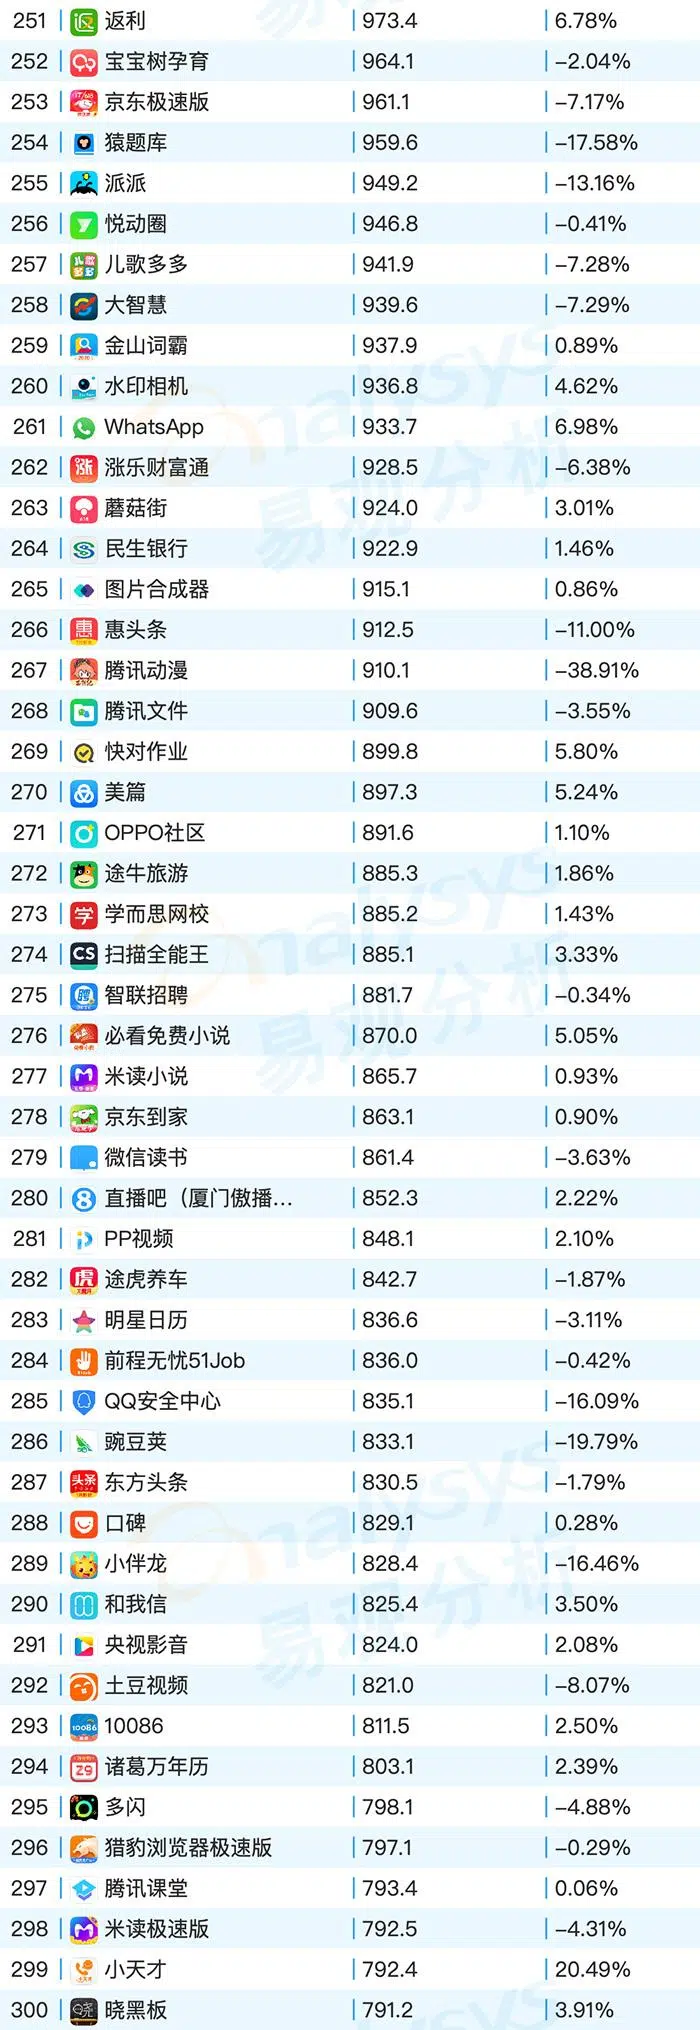 251 返利 973.4 6.78%
252 宝宝树孕育 964.1 –2.04%
253 京东极速版 961.1 –7.17%
254 猿题库 959.6 –17.58%
255 派派 949.2 –13.16%
256 悦动圈 946.8 –0.41%
257 儿歌多多 941.9 –7.28%
258 大智慧 939.6 –7.29%
259 金山词霸 937.9 0.89%
260 水印相机 936.8 4.62%
261 WhatsApp 933.7 6.98%
262 涨乐财富通 928.5 –6.38%
263 蘑菇街 924.0 3.01%
264 民生银行 922.9 1.46%
265 图片合成器 915.1 0.86%
266 惠头条 912.5 –11.00%
267 腾讯动漫 910.1 –38.91%
268 腾讯文件 909.6 –3.55%
269 快对作业 899.8 5.80%
270 美篇 897.3 5.24%
271 OPPO社区 891.6 1.10%
272 途牛旅游 885.3 1.86%
273 学而思网校 885.2 1.43%
274 扫描全能王 885.1 3.33%
275 智联招聘 881.7 –0.34%
276 必看免费小说 870.0 5.05%
277 米读小说 865.7 0.93%
278 京东到家 863.1 0.90%
279 微信读书 861.4 –3.63%
280 直播吧（厦门傲播... 852.3 2.22%
281 PP视频 848.1 2.10%
282 途虎养车 842.7 –1.87%
283 明星日历 836.6 –3.11%
284 前程无忧51Job 836.0 –0.42%
285 QQ安全中心 835.1 –16.09%
286 豌豆荚 833.1 –19.79%
287 东方头条 830.5 –1.79%
288 口碑 829.1 0.28%
289 小伴龙 828.4 –16.46%
290 和我信 825.4 3.50%
291 央视影音 824.0 2.08%
292 土豆视频 821.0 –8.07%
293 10086 811.5 2.50%
294 诸葛万年历 803.1 2.39%
295 多闪 798.1 –4.88%
296 猎豹浏览器极速版 797.1 –0.29%
297 腾讯课堂 793.4 0.06%
298 米读极速版 792.5 –4.31%
299 小天才 792.4 20.49%
300 晓黑板 791.2 3.91%